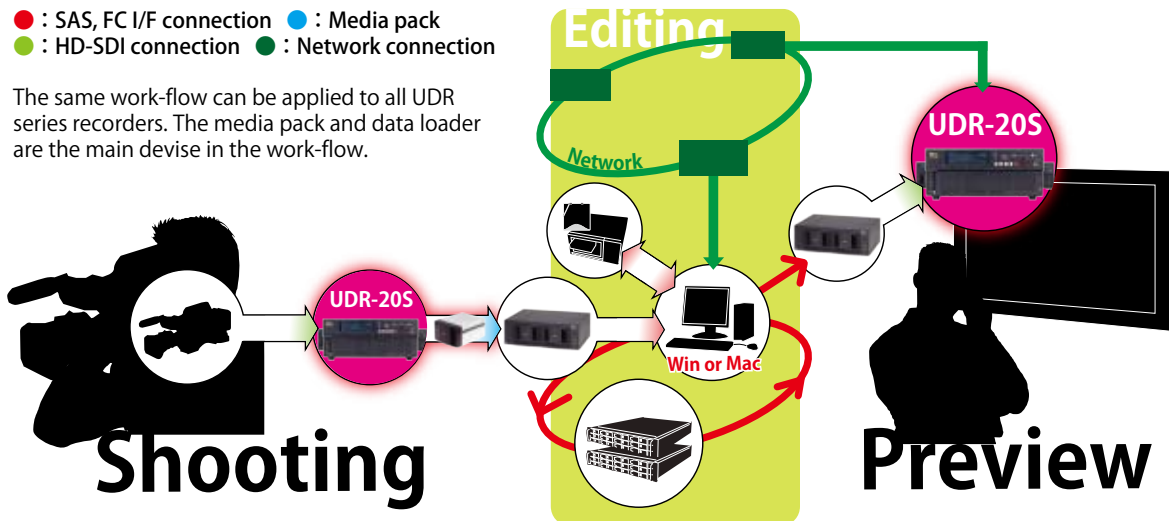 ● : SAS, FC I/F connection ● : Media pack
● : HD-SDI connection ● : Network connection
The same work-flow can be applied to all UDR
series recorders. The media pack and data loader
are the main devise in the work-flow.
Editing
Network
UDR-20S
UDR-20S
Win or Mac
Shooting
Preview